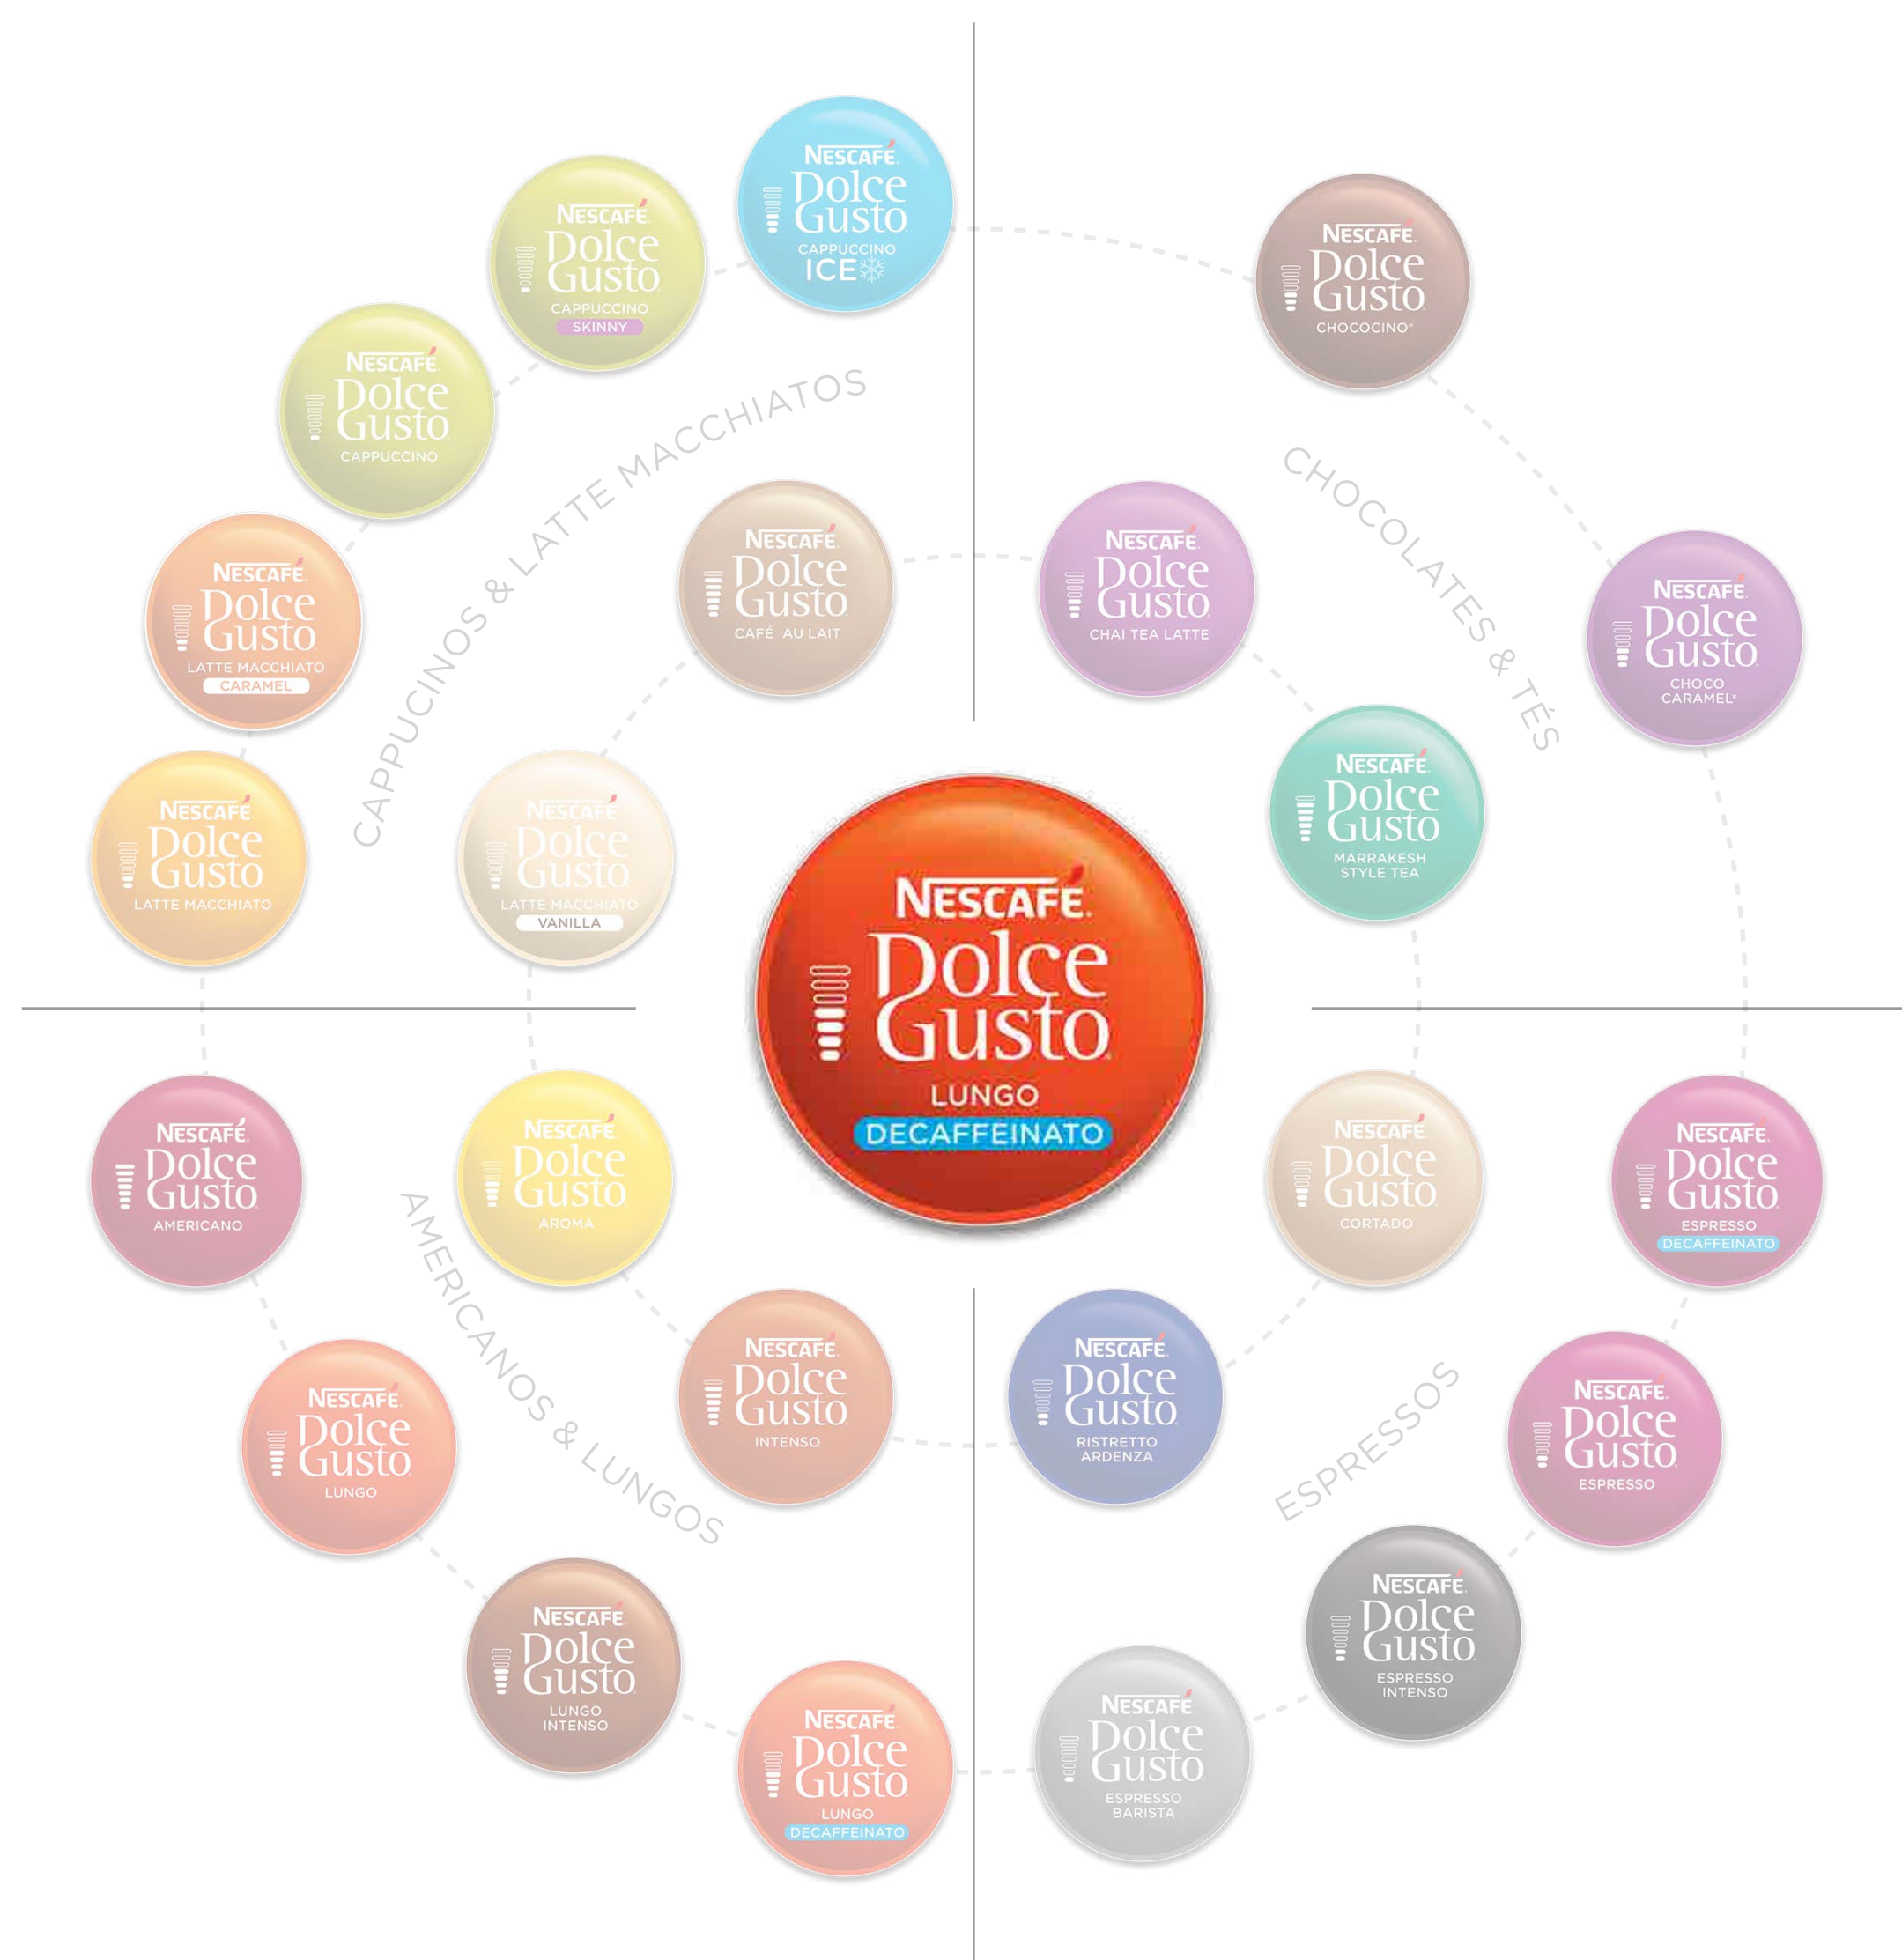 NESCAFÉ.
Dolce
Gusto
CAPPUCCINO
ICE
NESCAFÉ.
Dolce
Gusto
CAPPUCCINO
SKINNY
NESCAFÉ.
Dolce
Gusto
CAPPUCCINO
NESCAFÉ.
Dolce
Gusto
LATTE MACCHIATO
CARAMEL
NESCAFÉ.
Dolce
Gusto
LATTE MACCHIATO
CAPPUCINOS & LATTE MACCHIATOS
NESCAFÉ.
Dolce
Gusto
CAFÉ AU LAIT
NESCAFÉ.
Dolce
Gusto
LATTE MACCHIATO
VANILLA
NESCAFÉ.
Dolce
Gusto
CHOCOCINO®
NESCAFÉ.
Dolce
Gusto
CHOCO
CARAMEL®
CHOCOLATES & TÉS
NESCAFÉ.
Dolce
Gusto
CHAI TEA LATTE
NESCAFÉ.
Dolce
Gusto
MARRAKESH
STYLE TEA
NESCAFÉ.
Dolce
Gusto
LUNGO
DECAFFEINATO
NESCAFÉ.
Dolce
Gusto
AMERICANO
NESCAFÉ.
Dolce
Gusto
AROMA
AMERICANOS & LUNGOS
NESCAFÉ.
Dolce
Gusto
INTENSO
NESCAFÉ.
Dolce
Gusto
LUNGO
NESCAFÉ.
Dolce
Gusto
LUNGO
INTENSO
NESCAFÉ.
Dolce
Gusto
LUNGO
DECAFFEINATO
NESCAFÉ.
Dolce
Gusto
CORTADO
NESCAFÉ.
Dolce
Gusto
ESPRESSO
DECAFFEINATO
NESCAFÉ.
Dolce
Gusto
RISTRETTO
ARDENZA
ESPRESSOS
NESCAFÉ.
Dolce
Gusto
ESPRESSO
NESCAFÉ.
Dolce
Gusto
ESPRESSO
INTENSO
NESCAFÉ.
Dolce
Gusto
ESPRESSO
BARISTA